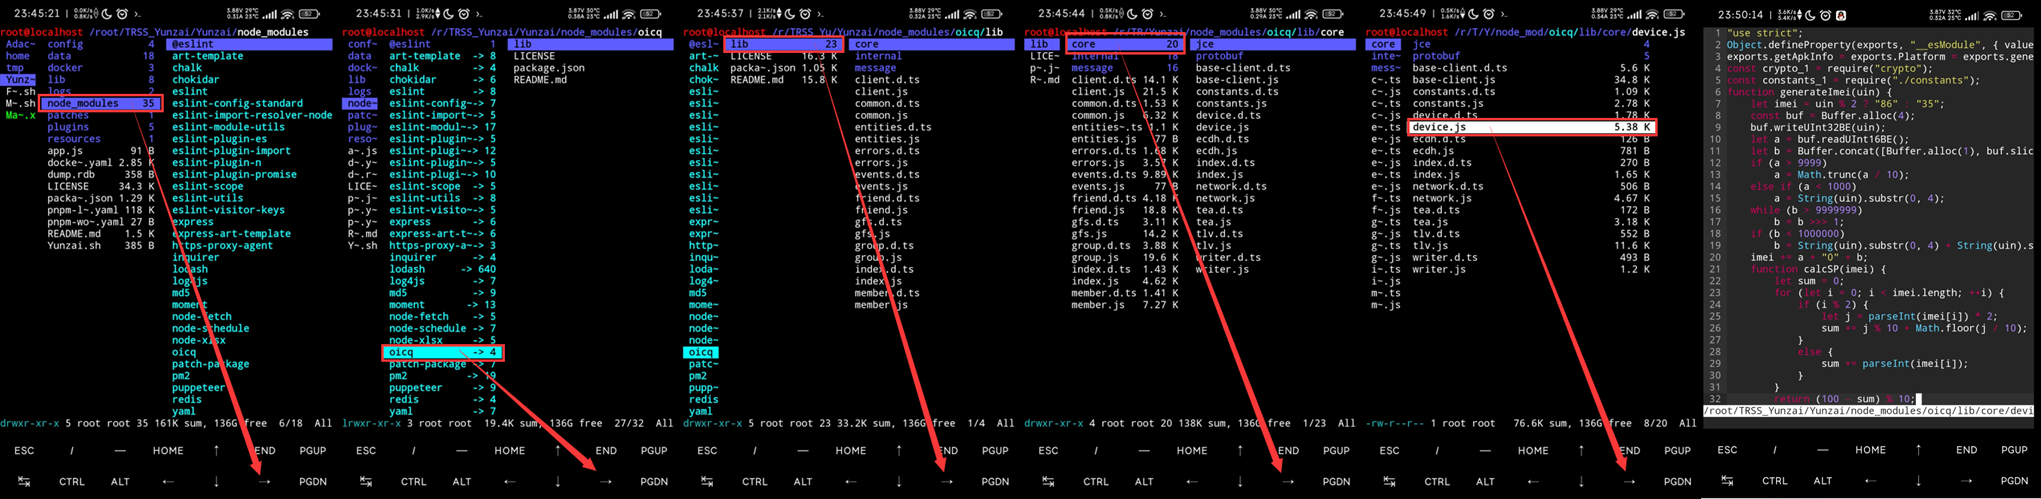 23:45:21
3.88V 29℃
0.31A 23℃
root@localhost /root/TRSS_Yunzai/Yunzai/node_modules
Adac~ config 4 @eslint
home data 18 art-template
tmp docker 3 chalk
Yunz~ lib 8 chokidar
F~.sh logs 2 eslint
M~.sh node_modules 35 eslint-config-standard
Ma~.x patches 1 eslint-import-resolver-node
plugins 5 eslint-module-utils
resources 1 eslint-plugin-es
app.js 91 B eslint-plugin-import
docke~.yaml 2.85 K eslint-plugin-n
dump.rdb 358 B eslint-plugin-promise
LICENSE 34.3 K eslint-scope
packa~.json 1.29 K eslint-utils
pnpm-l~.yaml 118 K eslint-visitor-keys
pnpm-wo~.yaml 27 B express
README.md 1.5 K express-art-template
Yunzai.sh 385 B https-proxy-agent
inquirer
lodash
log4js
md5
moment
node-fetch
node-schedule
node-xlsx
oicq
patch-package
pm2
puppeteer
redis
yaml
drwxr-xr-x 5 root root 35 161K sum, 136G free 6/18 All
ESC / — HOME ↑ END PGUP
↹ CTRL ALT ← ↓ → PGDN
23:45:31
3.87V 30℃
0.38A 23℃
root@localhost /r/TRSS_Yunzai/Yunzai/node_modules/oicq
conf~ @eslint 1 lib
data art-template -> 8 LICENSE
dock~ chalk -> 4 package.json
lib chokidar -> 6 README.md
logs eslint -> 8
node~ eslint-config~-> 7
patc~ eslint-import~-> 5
plug~ eslint-modul~-> 17
reso~ eslint-plugin~-> 5
a~.js eslint-plugi~-> 12
d~.y~ eslint-plugin~-> 5
d~.r~ eslint-plugi~-> 10
LICE~ eslint-scope -> 5
p~.j~ eslint-utils -> 8
p~.y~ eslint-visito~-> 5
p~.y~ express -> 6
R~.md express-art-t~-> 6
Y~.sh https-proxy-a~-> 3
inquirer -> 4
lodash -> 640
log4js -> 7
md5 -> 9
moment -> 13
node-fetch -> 5
node-schedule -> 7
node-xlsx -> 5
oicq -> 4
patch-package -> 7
pm2 -> 19
puppeteer -> 9
redis -> 4
yaml -> 7
lrwxr-xr-x 3 root root 19.4K sum, 136G free 27/32 All
ESC / — HOME ↑ END PGUP
↹ CTRL ALT ← ↓ → PGDN
23:45:37
3.88V 30℃
0.32A 23℃
root@localhost /r/TRSS_Yu/Yunzai/node_modules/oicq/lib
@esl~ lib 23 core
art-~ LICENSE 16.3 K internal
chal~ packa~.json 1.05 K message
chok~ README.md 15.8 K client.d.ts
esli~ client.js
esli~ common.d.ts
esli~ common.js
esli~ entities.d.ts
esli~ entities.js
esli~ errors.d.ts
esli~ errors.js
esli~ events.d.ts
esli~ events.js
esli~ friend.d.ts
esli~ friend.js
expr~ gfs.d.ts
expr~ gfs.js
http~ group.d.ts
inqu~ group.js
loda~ index.d.ts
log4~ index.js
md5 member.d.ts
mome~ member.js
node~
node~
node~
oicq
patc~
pm2
pupp~
redis
yaml
drwxr-xr-x 5 root root 23 33.2K sum, 136G free 1/4 All
ESC / — HOME ↑ END PGUP
↹ CTRL ALT ← ↓ → PGDN
23:45:44
3.87V 30℃
0.29A 23℃
root@localhost /r/TR/Yunzai/node_modules/oicq/lib/core
lib core 20 jce
LICE~ internal 18 protobuf
p~.j~ message 16 base-client.d.ts
R~.md client.d.ts 14.1 K base-client.js
client.js 21.5 K constants.d.ts
common.d.ts 1.53 K constants.js
common.js 6.32 K device.d.ts
entities~.ts 1.1 K device.js
entities.js 77 B ecdh.d.ts
errors.d.ts 1.68 K ecdh.js
errors.js 3.57 K index.d.ts
events.d.ts 9.89 K index.js
events.js 77 B network.d.ts
friend.d.ts 4.18 K network.js
friend.js 18.8 K tea.d.ts
gfs.d.ts 3.11 K tea.js
gfs.js 14.2 K tlv.d.ts
group.d.ts 3.88 K tlv.js
group.js 19.6 K writer.d.ts
index.d.ts 1.43 K writer.js
index.js 4.62 K
member.d.ts 1.41 K
member.js 7.27 K
drwxr-xr-x 4 root root 20 138K sum, 136G free 1/23 All
ESC / — HOME ↑ END PGUP
↹ CTRL ALT ← ↓ → PGDN
23:45:49
3.88V 29℃
0.34A 23℃
root@localhost /r/T/Y/node_mod/oicq/lib/core/device.js
core jce 4
inte~ protobuf 5
mess~ base-client.d.ts 5.6 K
c~.ts base-client.js 34.8 K
c~.js constants.d.ts 1.09 K
c~.ts constants.js 2.78 K
c~.js device.d.ts 1.78 K
e~.ts device.js 5.38 K
e~.js ecdh.d.ts 126 B
e~.ts ecdh.js 781 B
e~.js index.d.ts 270 B
e~.ts index.js 1.65 K
e~.js network.d.ts 506 B
f~.ts network.js 4.67 K
f~.js tea.d.ts 172 B
g~.ts tea.js 3.18 K
g~.js tlv.d.ts 552 B
g~.ts tlv.js 11.6 K
g~.js writer.d.ts 493 B
i~.ts writer.js 1.2 K
i~.js
m~.ts
m~.js
-rw-r--r-- 1 root root 76.6K sum, 136G free 8/20 All
ESC / — HOME ↑ END PGUP
↹ CTRL ALT ← ↓ → PGDN
23:50:14
3.87V 32℃
0.32A 25℃
1 "use strict";
2 Object.defineProperty(exports, "__esModule", { value
3 exports.getApkInfo = exports.Platform = exports.gene
4 const crypto_1 = require("crypto");
5 const constants_1 = require("./constants");
6 function generateImei(uin) {
7 let imei = uin % 2 ? "86" : "35";
8 const buf = Buffer.alloc(4);
9 buf.writeUInt32BE(uin);
10 let a = buf.readUInt16BE();
11 let b = Buffer.concat([Buffer.alloc(1), buf.slic
12 if (a > 9999)
13 a = Math.trunc(a / 10);
14 else if (a < 1000)
15 a = String(uin).substr(0, 4);
16 while (b > 9999999)
17 b = b >>> 1;
18 if (b < 1000000)
19 b = String(uin).substr(0, 4) + String(uin).s
20 imei += a + "0" + b;
21 function calcSP(imei) {
22 let sum = 0;
23 for (let i = 0; i < imei.length; ++i) {
24 if (i % 2) {
25 let j = parseInt(imei[i]) * 2;
26 sum += j % 10 + Math.floor(j / 10);
27 }
28 else {
29 sum += parseInt(imei[i]);
30 }
31 }
32 return (100 - sum) % 10;
/root/TRSS_Yunzai/Yunzai/node_modules/oicq/lib/core/devi
ESC / — HOME ↑ END PGUP
↹ CTRL ALT ← ↓ → PGDN